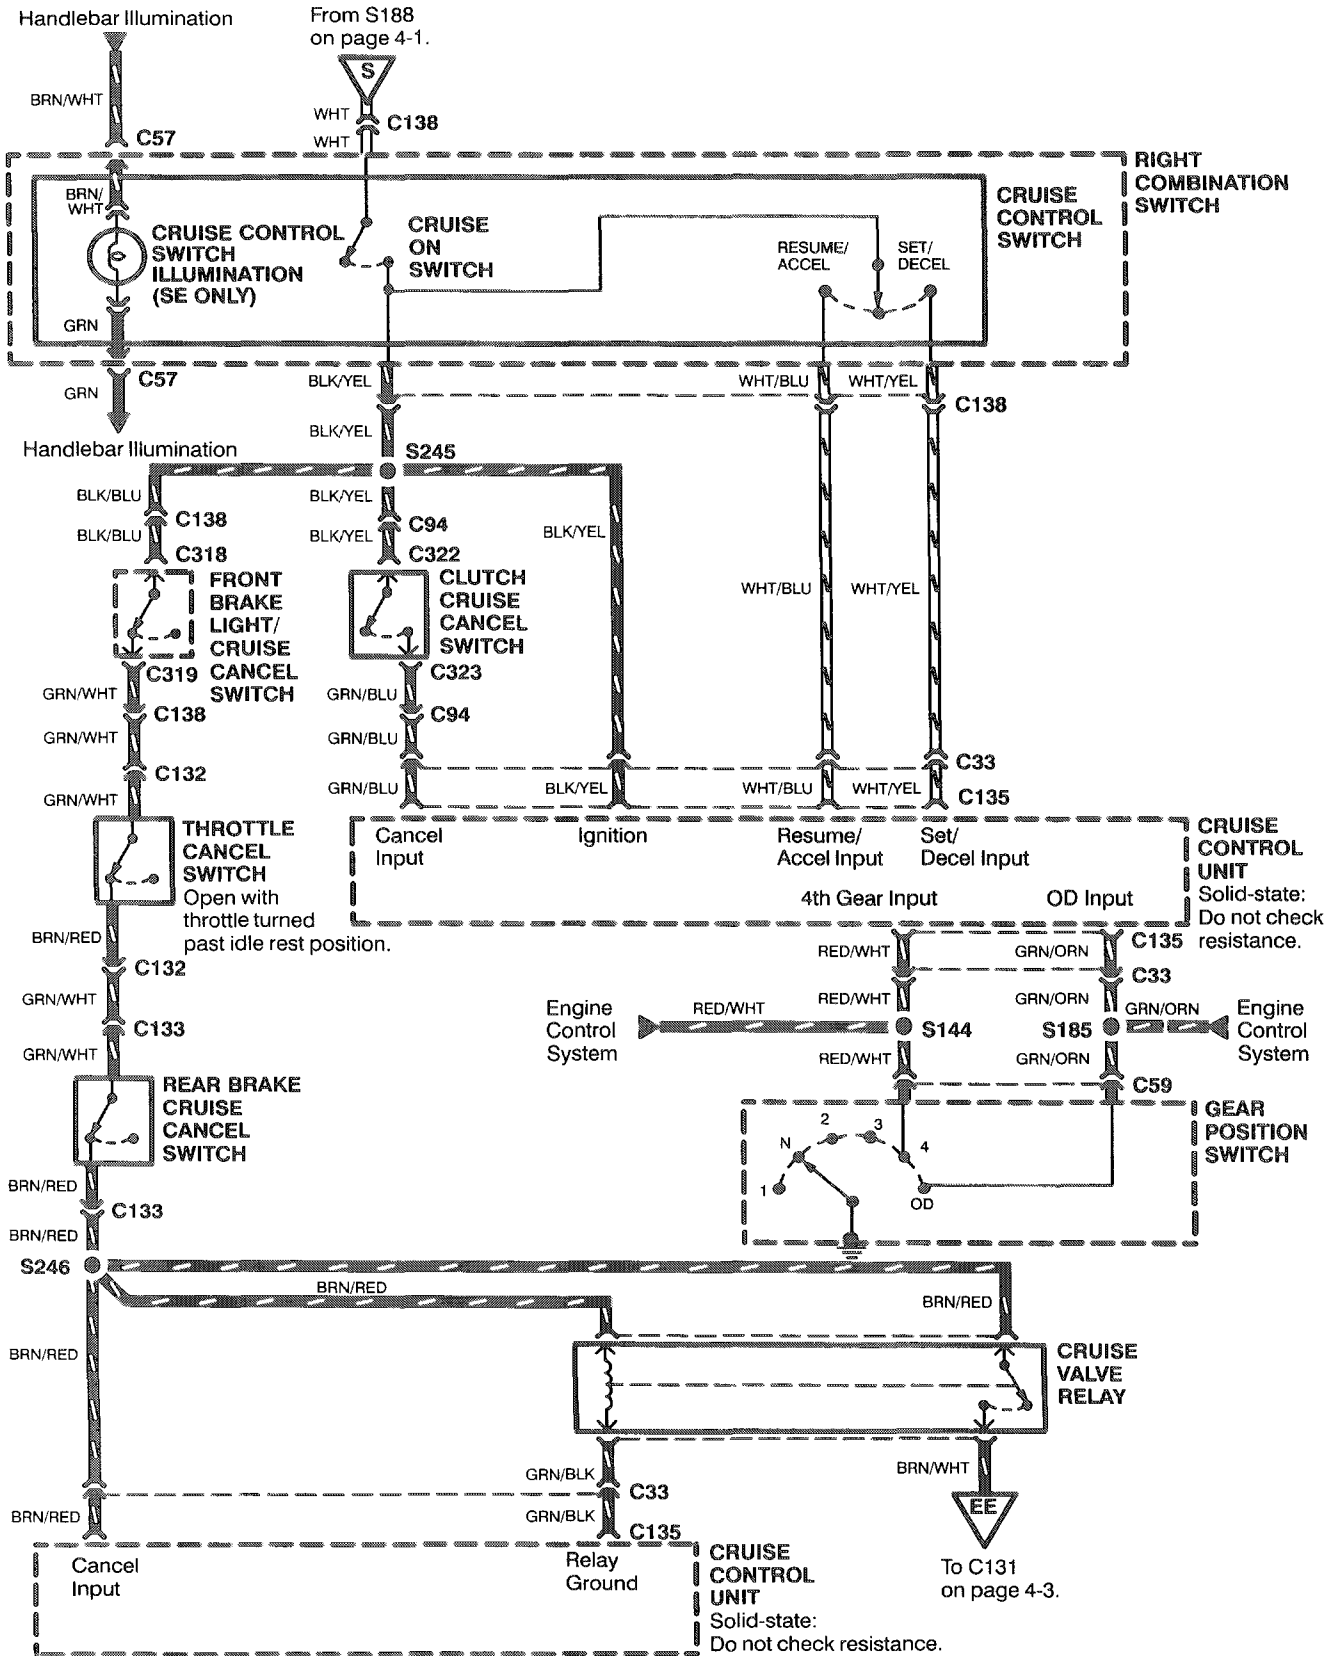 Handlebar Illumination
From S188
on page 4-1.
S
BRN/WHT
WHT
C138
C57
WHT
RIGHT
COMBINATION
SWITCH
BRN/
WHT
CRUISE
CONTROL
SWITCH
CRUISE CONTROL
SWITCH
ILLUMINATION
(SE ONLY)
CRUISE
ON
SWITCH
RESUME/
ACCEL
SET/
DECEL
GRN
C57
GRN
BLK/YEL
WHT/BLU
WHT/YEL
C138
BLK/YEL
Handlebar Illumination
S245
BLK/BLU
BLK/YEL
C138
C94
BLK/BLU
BLK/YEL
BLK/YEL
C318
C322
FRONT
BRAKE
LIGHT/
CRUISE
CANCEL
SWITCH
CLUTCH
CRUISE
CANCEL
SWITCH
WHT/BLU
WHT/YEL
C319
C323
GRN/WHT
GRN/BLU
C138
C94
GRN/WHT
GRN/BLU
C33
C132
GRN/WHT
GRN/BLU
BLK/YEL
WHT/BLU
WHT/YEL
C135
THROTTLE
CANCEL
SWITCH
Open with
throttle turned
past idle rest position.
Cancel
Input
Ignition
Resume/
Accel Input
Set/
Decel Input
4th Gear Input
OD Input
CRUISE
CONTROL
UNIT
Solid-state:
Do not check
resistance.
BRN/RED
RED/WHT
GRN/ORN
C135
C132
C33
GRN/WHT
RED/WHT
GRN/ORN
Engine
Control
System
RED/WHT
S144
S185
GRN/ORN
Engine
Control
System
C133
GRN/WHT
RED/WHT
GRN/ORN
C59
REAR BRAKE
CRUISE
CANCEL
SWITCH
GEAR
POSITION
SWITCH
1
N
2
3
4
OD
BRN/RED
C133
BRN/RED
S246
BRN/RED
BRN/RED
BRN/RED
CRUISE
VALVE
RELAY
GRN/BLK
BRN/WHT
C33
EE
BRN/RED
GRN/BLK
C135
Cancel
Input
Relay
Ground
CRUISE
CONTROL
UNIT
Solid-state:
Do not check resistance.
To C131
on page 4-3.